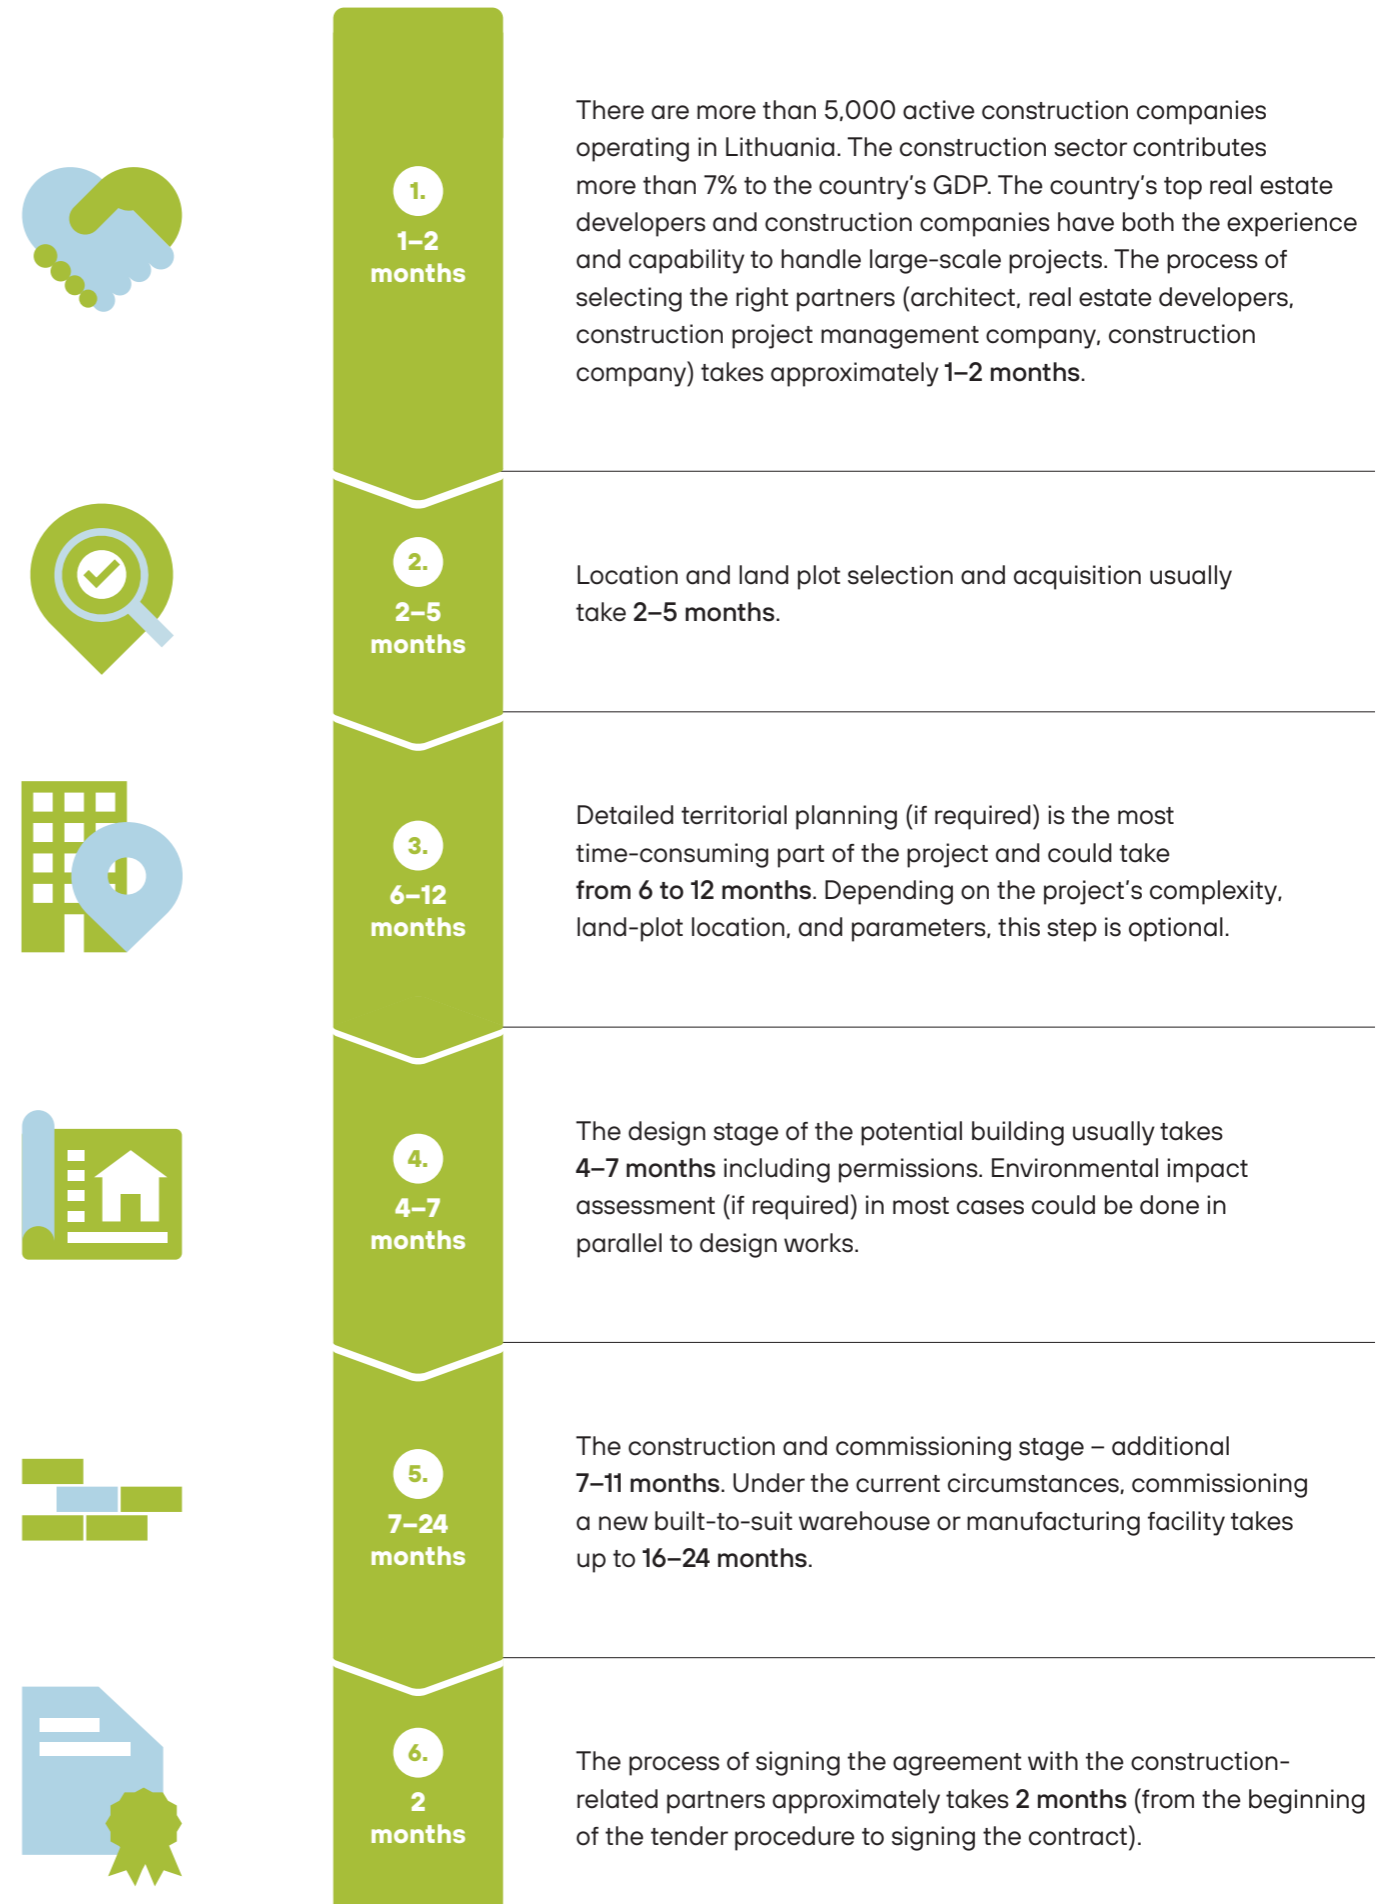 1.
1–2
months
There are more than 5,000 active construction companies
operating in Lithuania. The construction sector contributes
more than 7% to the country's GDP. The country's top real estate
developers and construction companies have both the experience
and capability to handle large-scale projects. The process of
selecting the right partners (architect, real estate developers,
construction project management company, construction
company) takes approximately 1–2 months.
2.
2–5
months
Location and land plot selection and acquisition usually
take 2–5 months.
3.
6–12
months
Detailed territorial planning (if required) is the most
time-consuming part of the project and could take
from 6 to 12 months. Depending on the project's complexity,
land-plot location, and parameters, this step is optional.
4.
4–7
months
The design stage of the potential building usually takes
4–7 months including permissions. Environmental impact
assessment (if required) in most cases could be done in
parallel to design works.
5.
7–24
months
The construction and commissioning stage – additional
7–11 months. Under the current circumstances, commissioning
a new built-to-suit warehouse or manufacturing facility takes
up to 16–24 months.
6.
2
months
The process of signing the agreement with the construction-
related partners approximately takes 2 months (from the beginning
of the tender procedure to signing the contract).